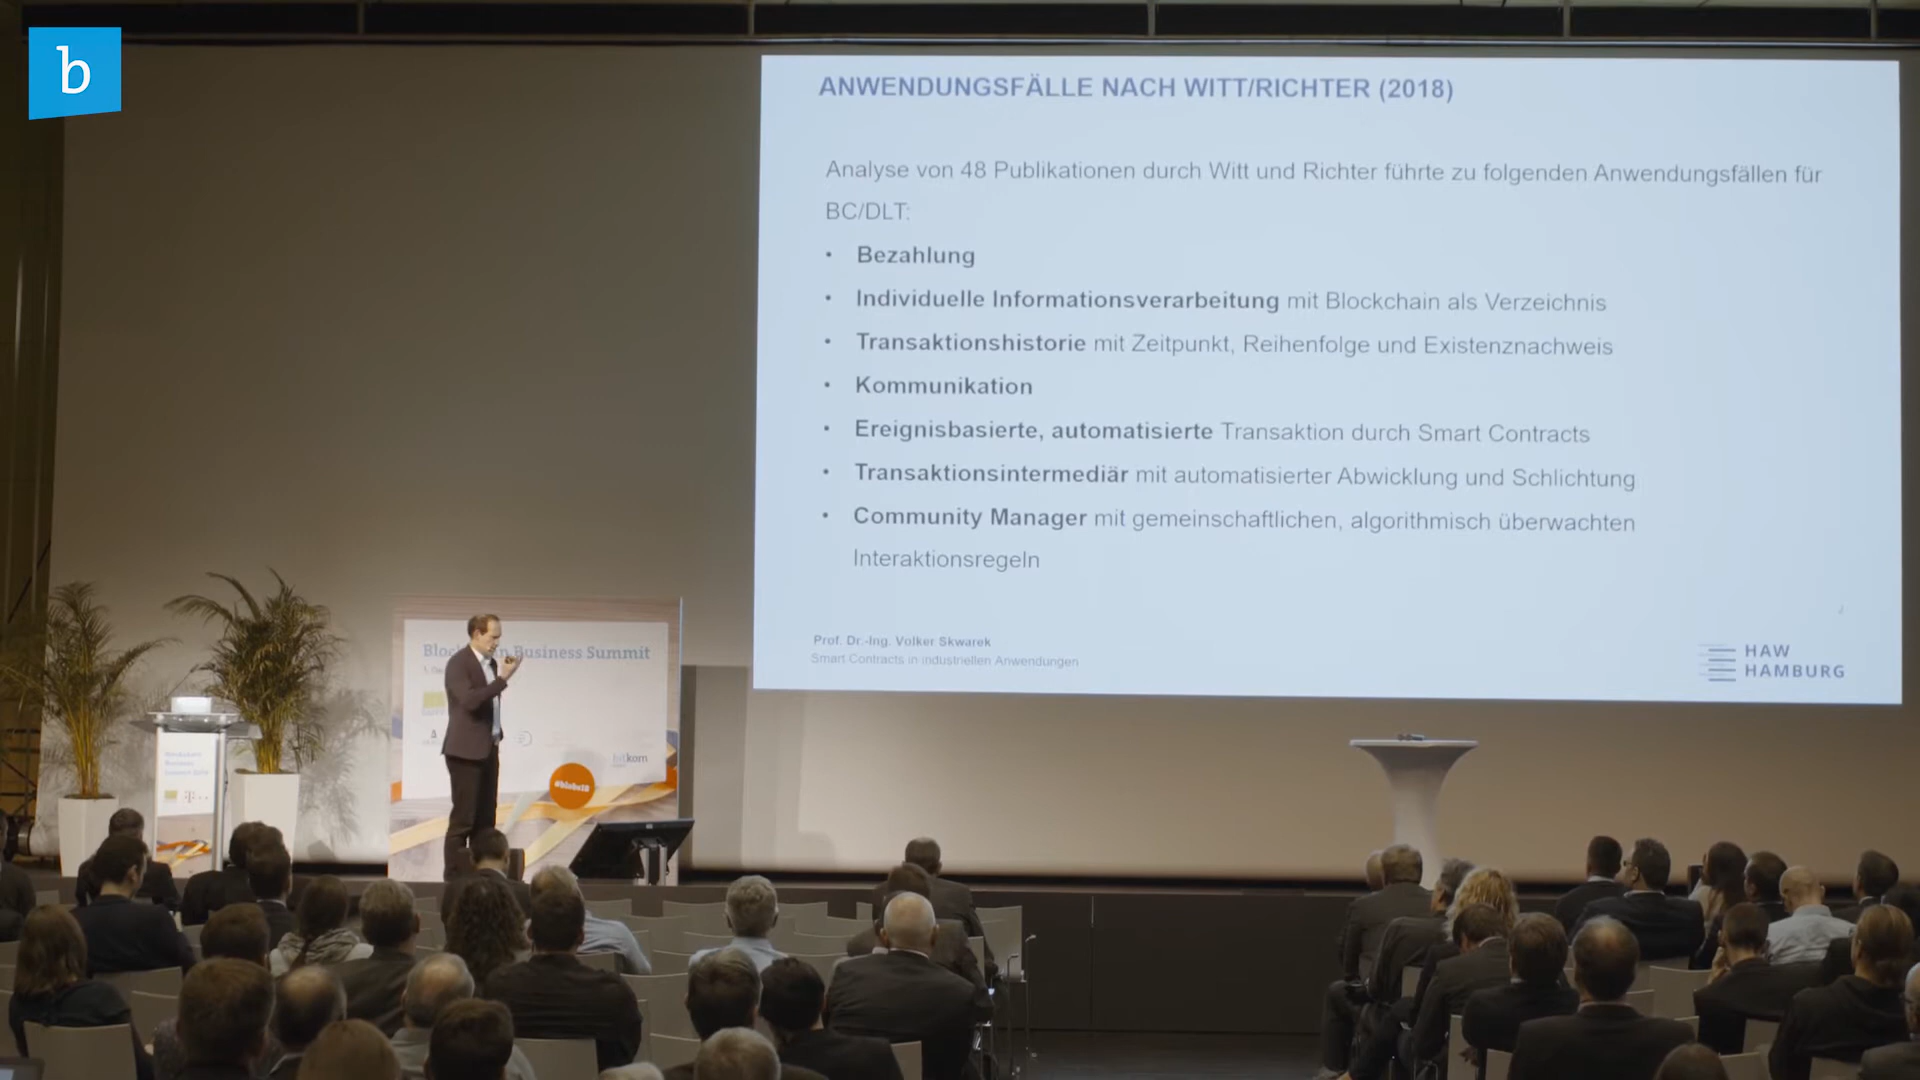 b
ANWENDUNGSFÄLLE NACH WITT/RICHTER (2018)
Analyse von 48 Publikationen durch Witt und Richter führte zu folgenden Anwendungsfällen für
BC/DLT:
• Bezahlung
• Individuelle Informationsverarbeitung mit Blockchain als Verzeichnis
• Transaktionshistorie mit Zeitpunkt, Reihenfolge und Existenznachweis
• Kommunikation
• Ereignisbasierte, automatisierte Transaktion durch Smart Contracts
• Transaktionsintermediär mit automatisierter Abwicklung und Schlichtung
• Community Manager mit gemeinschaftlichen, algorithmisch überwachten
Interaktionsregeln
Prof. Dr.-Ing. Volker Skwarek
Smart Contracts in industriellen Anwendungen
HAW
HAMBURG
Business Summit
bitkom
T